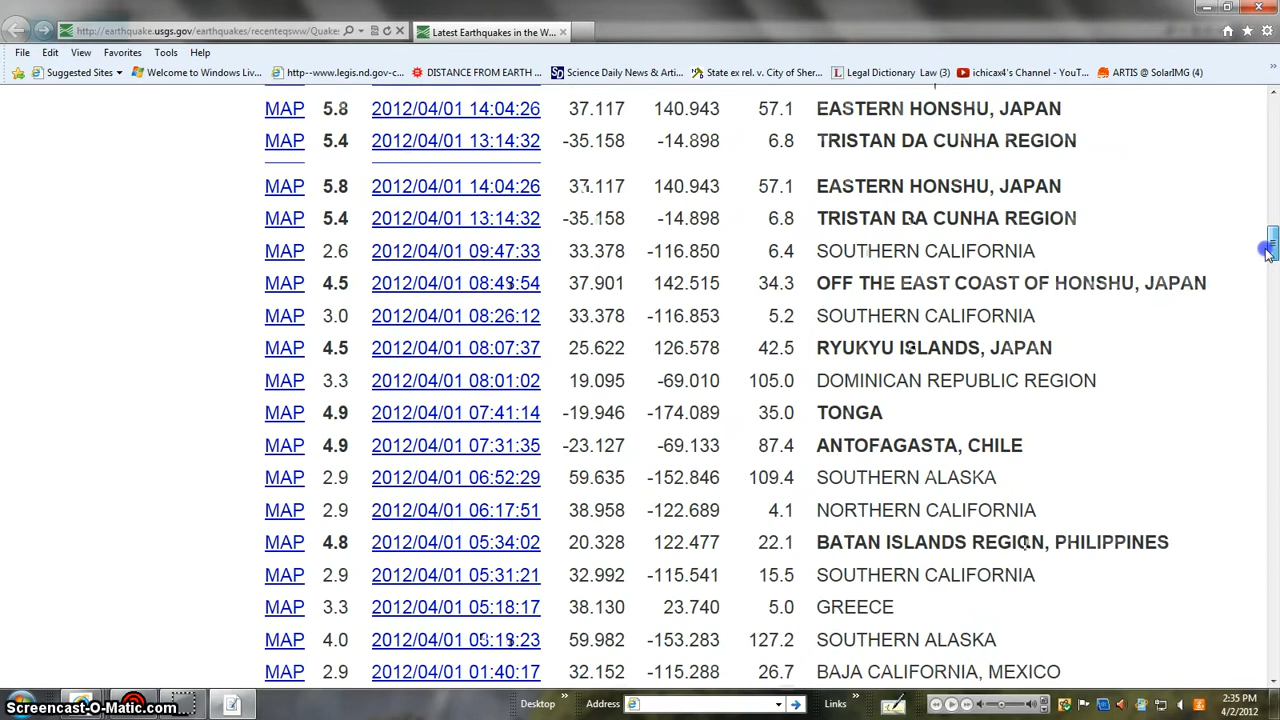 http://earthquake.usgs.gov/earthquakes/recenteqsww/Quake
Latest Earthquakes in the W...
File Edit View Favorites Tools Help
Suggested Sites Welcome to Windows Liv... http--www.legis.nd.gov-c... DISTANCE FROM EARTH ... Science Daily News & Arti... State ex rel. v. City of Sher... Legal Dictionary Law (3) ichicax4's Channel - YouT... ARTIS @ SolarIMG (4)
MAP 5.8 2012/04/01 14:04:26 37.117 140.943 57.1 EASTERN HONSHU, JAPAN
MAP 5.4 2012/04/01 13:14:32 -35.158 -14.898 6.8 TRISTAN DA CUNHA REGION
MAP 5.8 2012/04/01 14:04:26 37.117 140.943 57.1 EASTERN HONSHU, JAPAN
MAP 5.4 2012/04/01 13:14:32 -35.158 -14.898 6.8 TRISTAN DA CUNHA REGION
MAP 2.6 2012/04/01 09:47:33 33.378 -116.850 6.4 SOUTHERN CALIFORNIA
MAP 4.5 2012/04/01 37.901 142.515 34.3 OFF THE EAST COAST OF HONSHU, JAPAN
MAP 3.0 2012/04/01 08:26:12 33.378 -116.853 5.2 SOUTHERN CALIFORNIA
MAP 4.5 2012/04/01 08:07:37 25.622 126.578 42.5 RYUKYU ISLANDS, JAPAN
MAP 3.3 2012/04/01 08:01:02 19.095 -69.010 105.0 DOMINICAN REPUBLIC REGION
MAP 4.9 2012/04/01 07:41:14 -19.946 -174.089 35.0 TONGA
MAP 4.9 2012/04/01 07:31:35 -23.127 -69.133 87.4 ANTOFAGASTA, CHILE
MAP 2.9 2012/04/01 06:52:29 59.635 -152.846 109.4 SOUTHERN ALASKA
MAP 2.9 2012/04/01 06:17:51 38.958 -122.689 4.1 NORTHERN CALIFORNIA
MAP 4.8 2012/04/01 05:34:02 20.328 122.477 22.1 BATAN ISLANDS REGION, PHILIPPINES
MAP 2.9 2012/04/01 05:31:21 32.992 -115.541 15.5 SOUTHERN CALIFORNIA
MAP 3.3 2012/04/01 05:18:17 38.130 23.740 5.0 GREECE
MAP 4.0 2012/04/01 59.982 -153.283 127.2 SOUTHERN ALASKA
MAP 2.9 2012/04/01 01:40:17 32.152 -115.288 26.7 BAJA CALIFORNIA, MEXICO
Desktop Address Links 2:35 PM
4/2/2012
Screencast-O-Matic.com